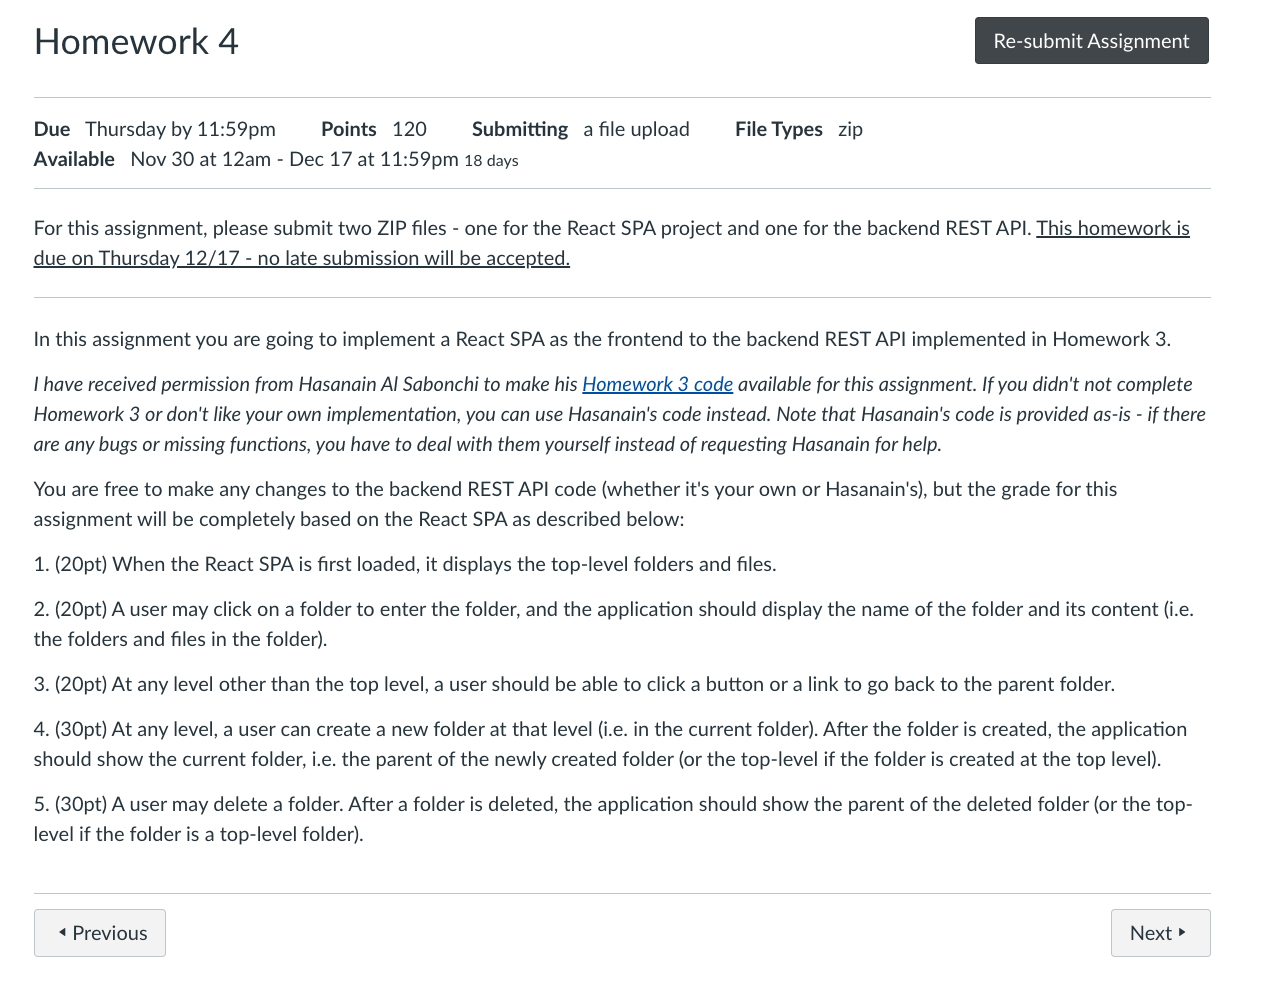 Homework 4
Re-submit Assignment
Due Thursday by 11:59pm Points 120 Submitting a file upload File Types zip
Available Nov 30 at 12am - Dec 17 at 11:59pm 18 days
For this assignment, please submit two ZIP files - one for the React SPA project and one for the backend REST API. This homework is
due on Thursday 12/17 - no late submission will be accepted.
In this assignment you are going to implement a React SPA as the frontend to the backend REST API implemented in Homework 3.
I have received permission from Hasanain Al Sabonchi to make his Homework 3 code available for this assignment. If you didn't not complete
Homework 3 or don't like your own implementation, you can use Hasanain's code instead. Note that Hasanain's code is provided as-is - if there
are any bugs or missing functions, you have to deal with them yourself instead of requesting Hasanain for help.
You are free to make any changes to the backend REST API code (whether it's your own or Hasanain's), but the grade for this
assignment will be completely based on the React SPA as described below:
1. (20pt) When the React SPA is first loaded, it displays the top-level folders and files.
2. (20pt) A user may click on a folder to enter the folder, and the application should display the name of the folder and its content (i.e.
the folders and files in the folder).
3. (20pt) At any level other than the top level, a user should be able to click a button or a link to go back to the parent folder.
4. (30pt) At any level, a user can create a new folder at that level (i.e. in the current folder). After the folder is created, the application
should show the current folder, i.e. the parent of the newly created folder (or the top-level if the folder is created at the top level).
5. (30pt) A user may delete a folder. After a folder is deleted, the application should show the parent of the deleted folder (or the top-
level if the folder is a top-level folder).
Previous
Next